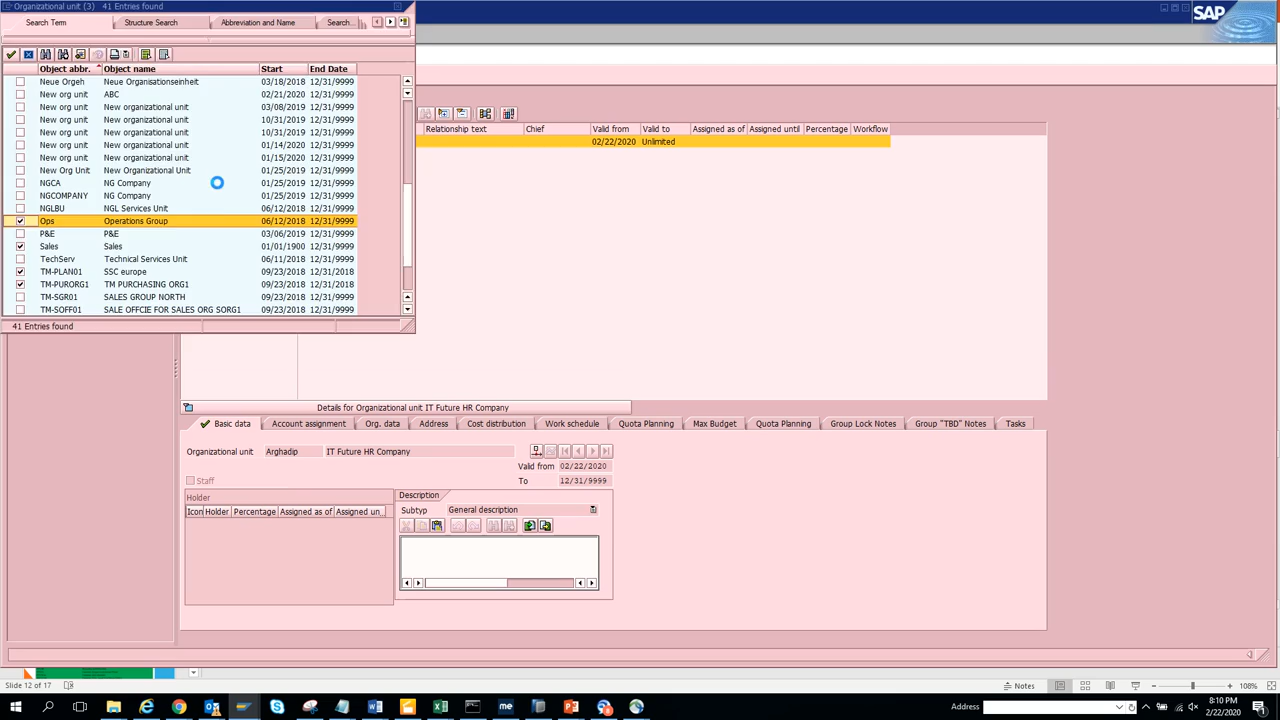 Organizational unit (3) 41 Entries found
SAP
Search Term Structure Search Abbreviation and Name Search...
Object abbr. Object name Start End Date
Neue Orgeh Neue Organisationseinheit 03/18/2018 12/31/9999
New org unit ABC 02/21/2020 12/31/9999
New org unit New organizational unit 03/08/2019 12/31/9999
New org unit New organizational unit 10/31/2019 12/31/9999
New org unit New organizational unit 10/31/2019 12/31/9999
New org unit New organizational unit 01/14/2020 12/31/9999
New org unit New organizational unit 01/15/2020 12/31/9999
New Org Unit New Organizational Unit 01/25/2019 12/31/9999
NGCA NG Company 01/25/2019 12/31/9999
NGCOMPANY NG Company 01/25/2019 12/31/9999
NGLBU NGL Services Unit 06/12/2018 12/31/9999
Ops Operations Group 06/12/2018 12/31/9999
P&E P&E 03/06/2019 12/31/9999
Sales Sales 01/01/1900 12/31/9999
TechServ Technical Services Unit 06/11/2018 12/31/9999
TM-PLAN01 SSC europe 09/23/2018 12/31/2018
TM-PURORG1 TM PURCHASING ORG1 09/23/2018 12/31/2018
TM-SGR01 SALES GROUP NORTH 09/23/2018 12/31/9999
TM-SOFF01 SALE OFFCIE FOR SALES ORG SORG1 09/23/2018 12/31/9999
41 Entries found
Relationship text Chief Valid from Valid to Assigned as of Assigned until Percentage Workflow
02/22/2020 Unlimited
Details for Organizational unit IT Future HR Company
Basic data Account assignment Org. data Address Cost distribution Work schedule Quota Planning Max Budget Quota Planning Group Lock Notes Group "TBD" Notes Tasks
Organizational unit Arghadip IT Future HR Company
Valid from 02/22/2020
Staff To 12/31/9999
Holder
Icon Holder Percentage Assigned as of Assigned un...
Description
Subtyp General description
Slide 12 of 17 Notes 108%
Address 8:10 PM
2/22/2020